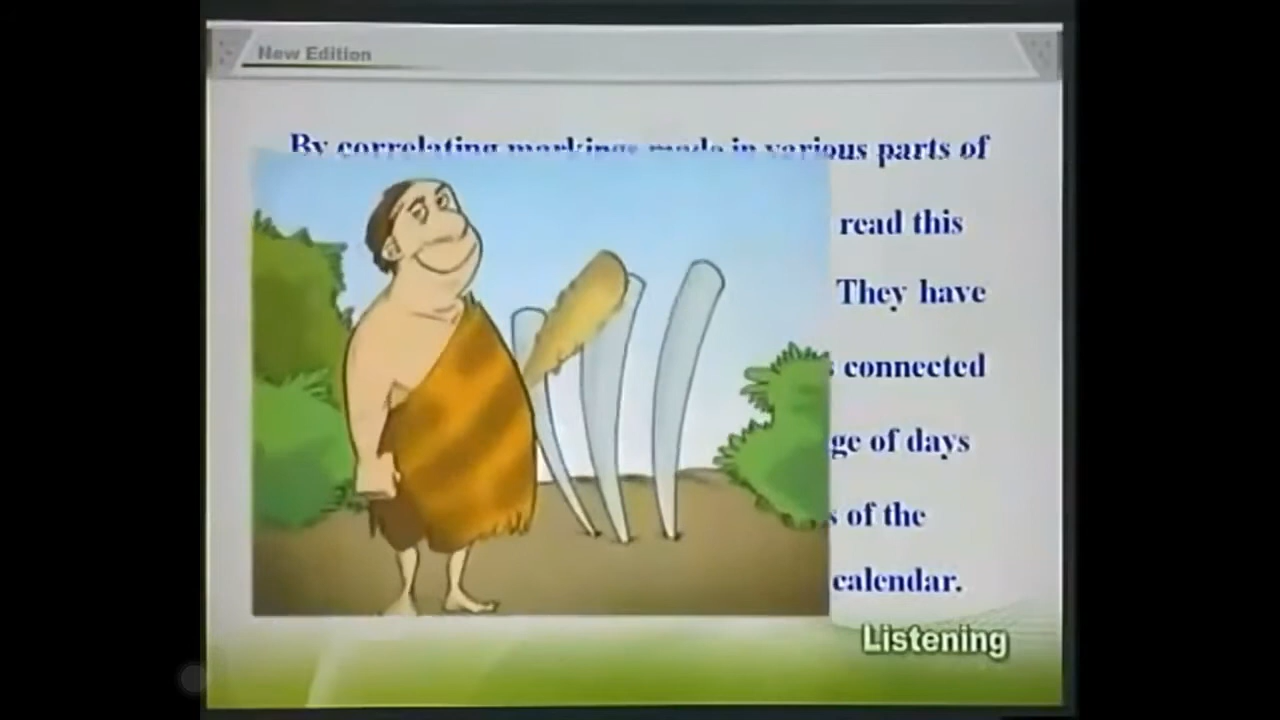 New Edition
By correlating markings made in various parts of
read this
They have
s connected
ge of days
s of the
calendar.
Listening